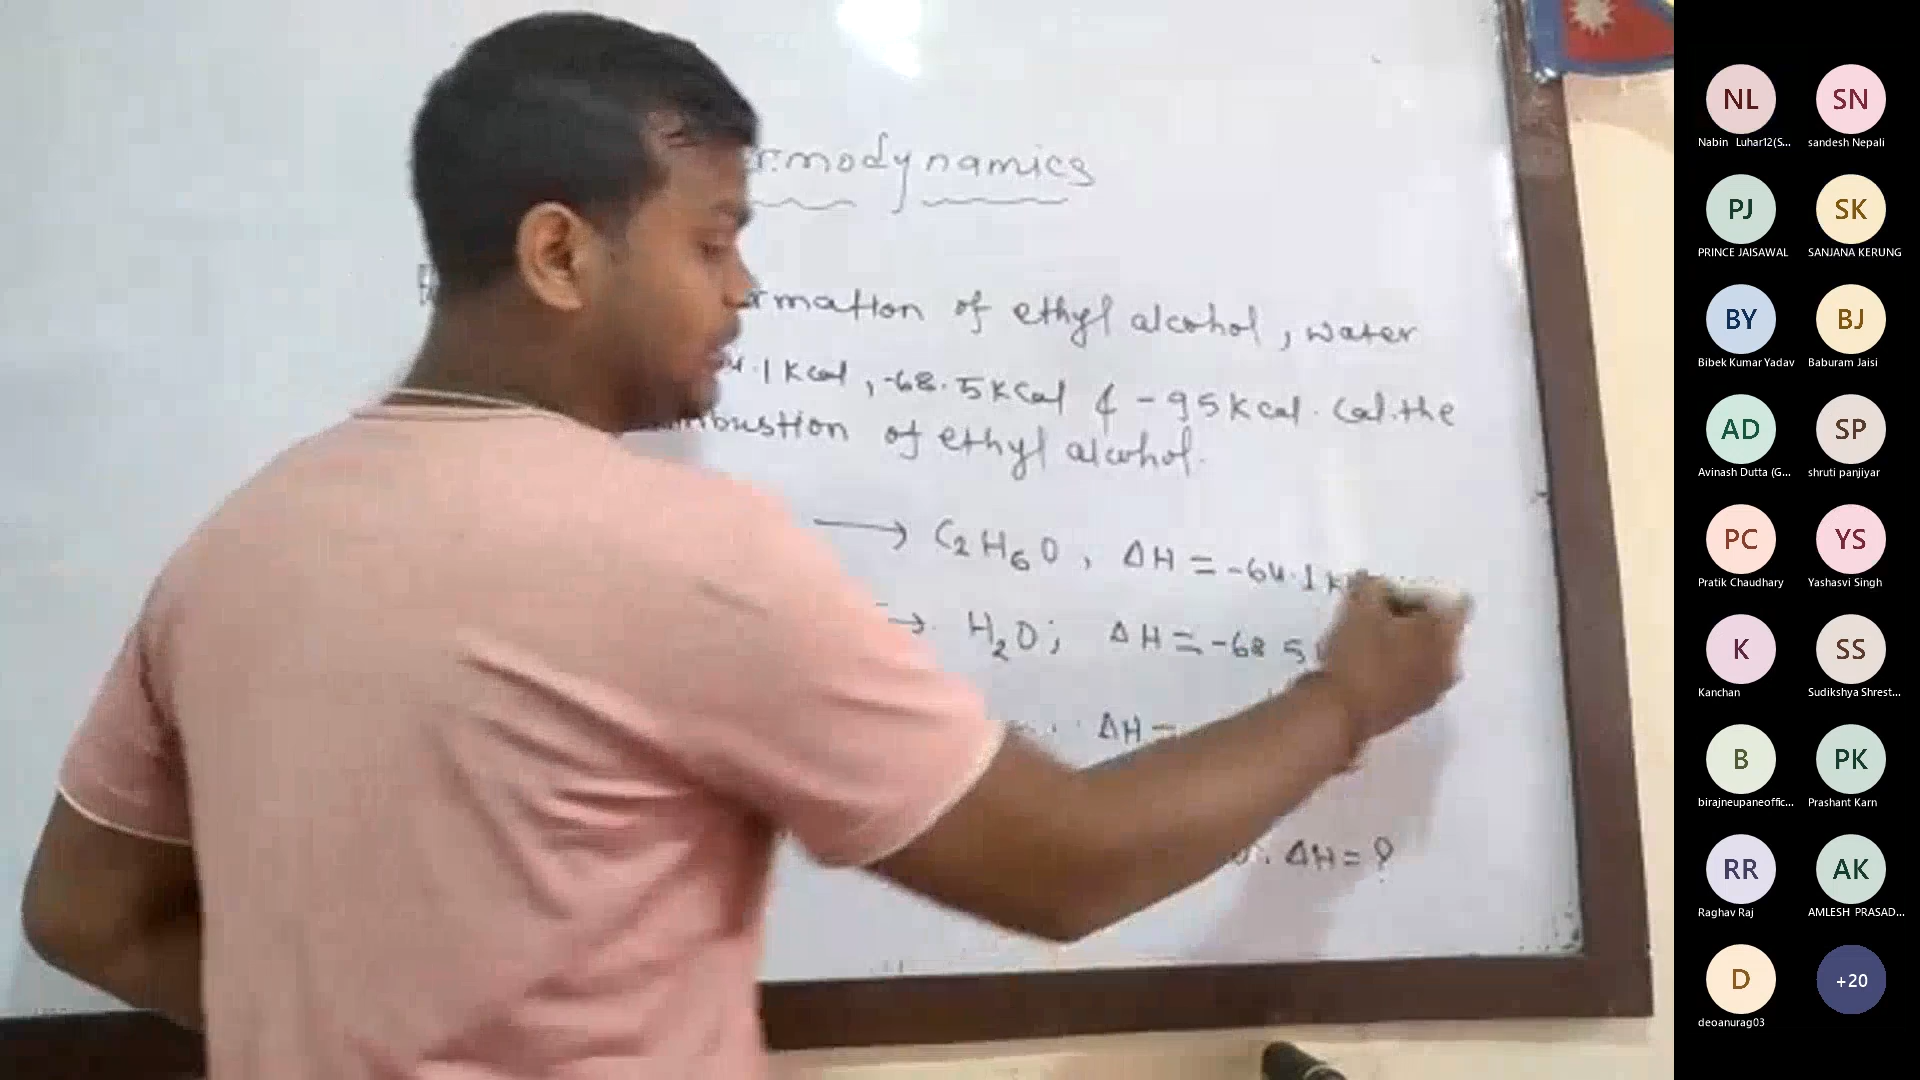 rmodynamics
rmation of ethyl alcohol, water
4.1 Kcal, -68.5 KCal & -95 Kcal. Cal. the
mbustion of ethyl alcohol.
→ C2H6O, ΔH = -64.1 K
→ H2O; ΔH = -68.5
ΔH =
ΔH = ?
NL
SN
Nabin Luhar12(S...
sandesh Nepali
PJ
SK
PRINCE JAISAWAL
SANJANA KERUNG
BY
BJ
Bibek Kumar Yadav
Baburam Jaisi
AD
SP
Avinash Dutta (G...
shruti panjiyar
PC
YS
Pratik Chaudhary
Yashasvi Singh
K
SS
Kanchan
Sudikshya Shrest...
B
PK
birajneupaneoffic...
Prashant Karn
RR
AK
Raghav Raj
AMLESH PRASAD...
D
+20
deoanurag03